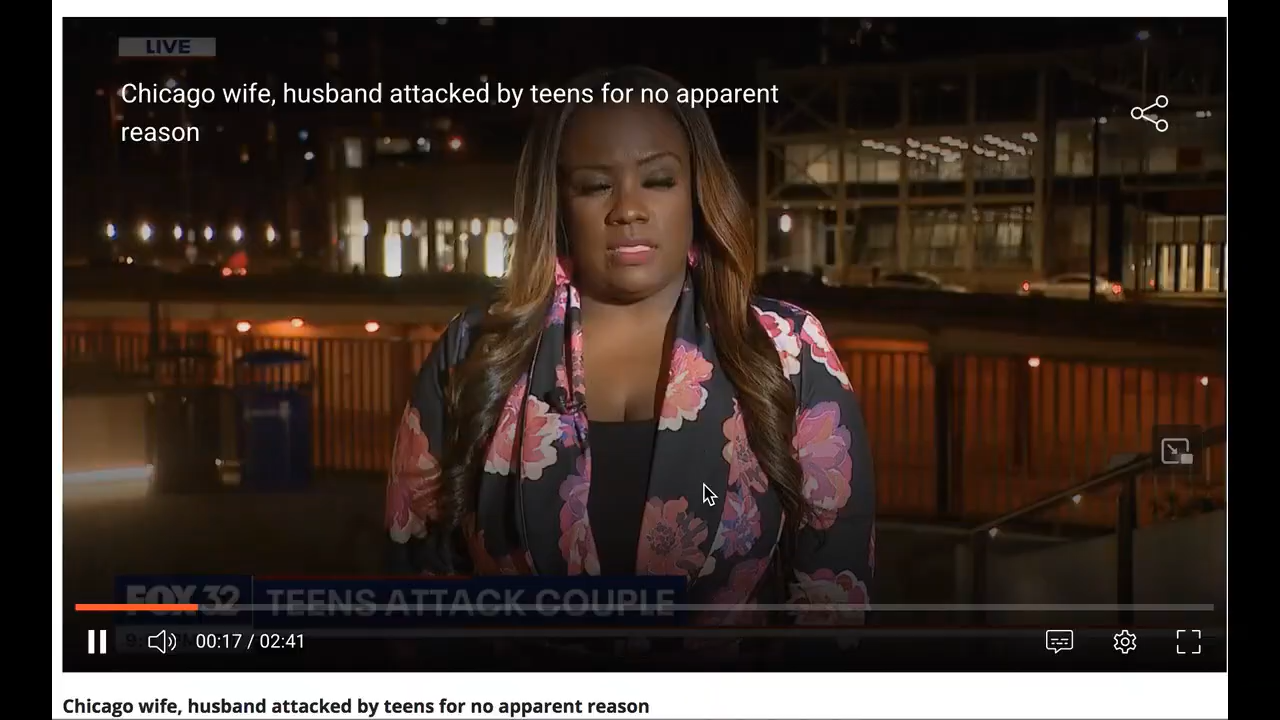 LIVE
Chicago wife, husband attacked by teens for no apparent
reason
FOX 32
TEENS ATTACK COUPLE
00:17 / 02:41
Chicago wife, husband attacked by teens for no apparent reason